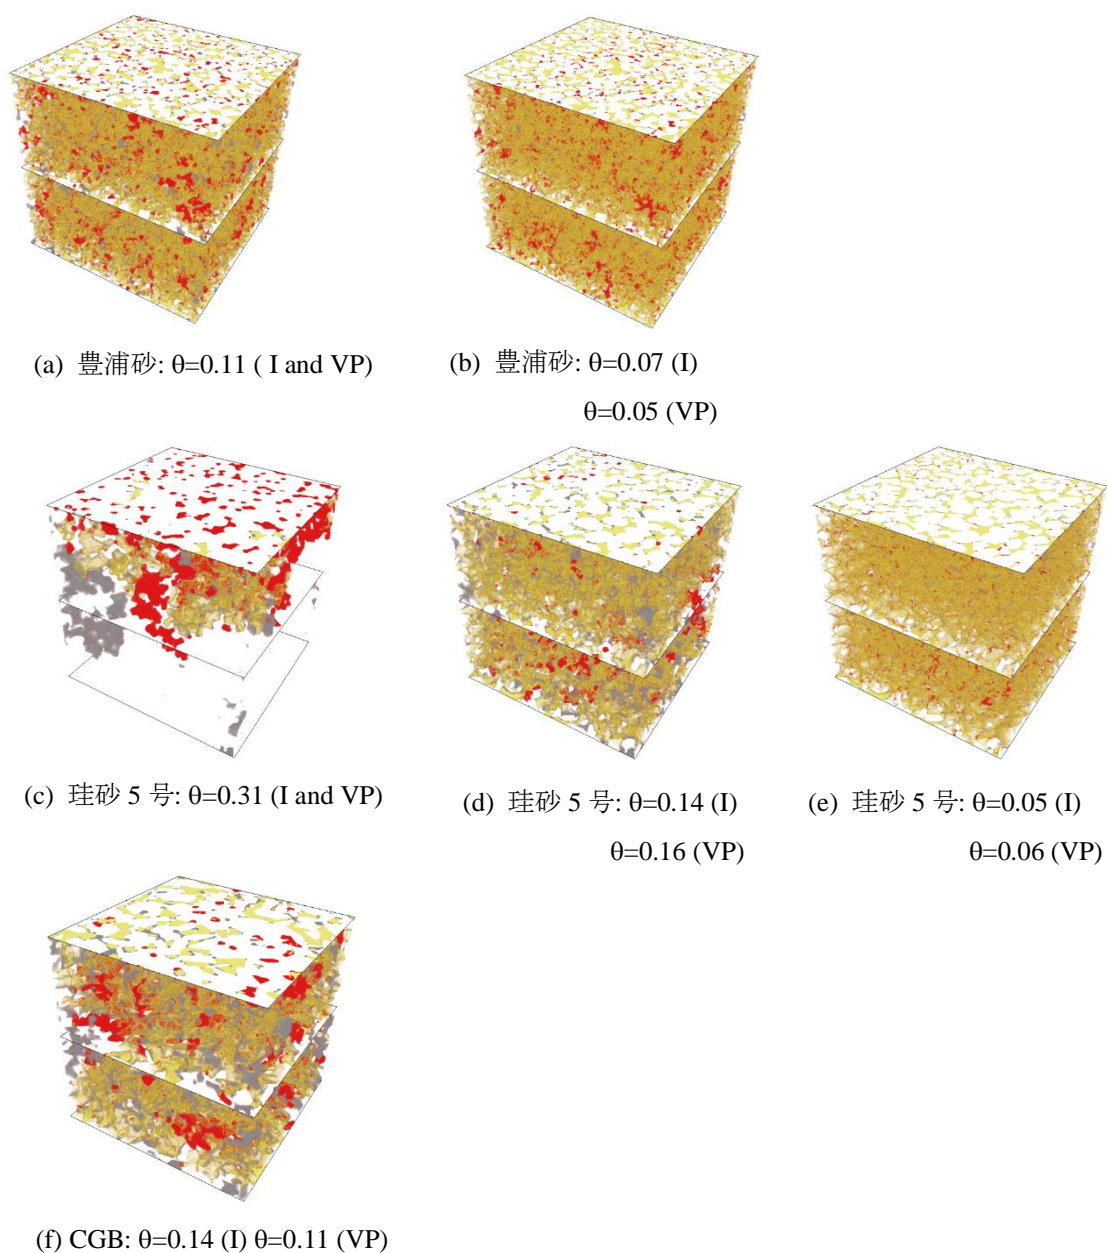 (a) 豊浦砂: θ=0.11 ( I and VP)
(b) 豊浦砂: θ=0.07 (I)
θ=0.05 (VP)
(c) 珪砂 5 号: θ=0.31 (I and VP)
(d) 珪砂 5 号: θ=0.14 (I)
θ=0.16 (VP)
(e) 珪砂 5 号: θ=0.05 (I)
θ=0.06 (VP)
(f) CGB: θ=0.14 (I) θ=0.11 (VP)